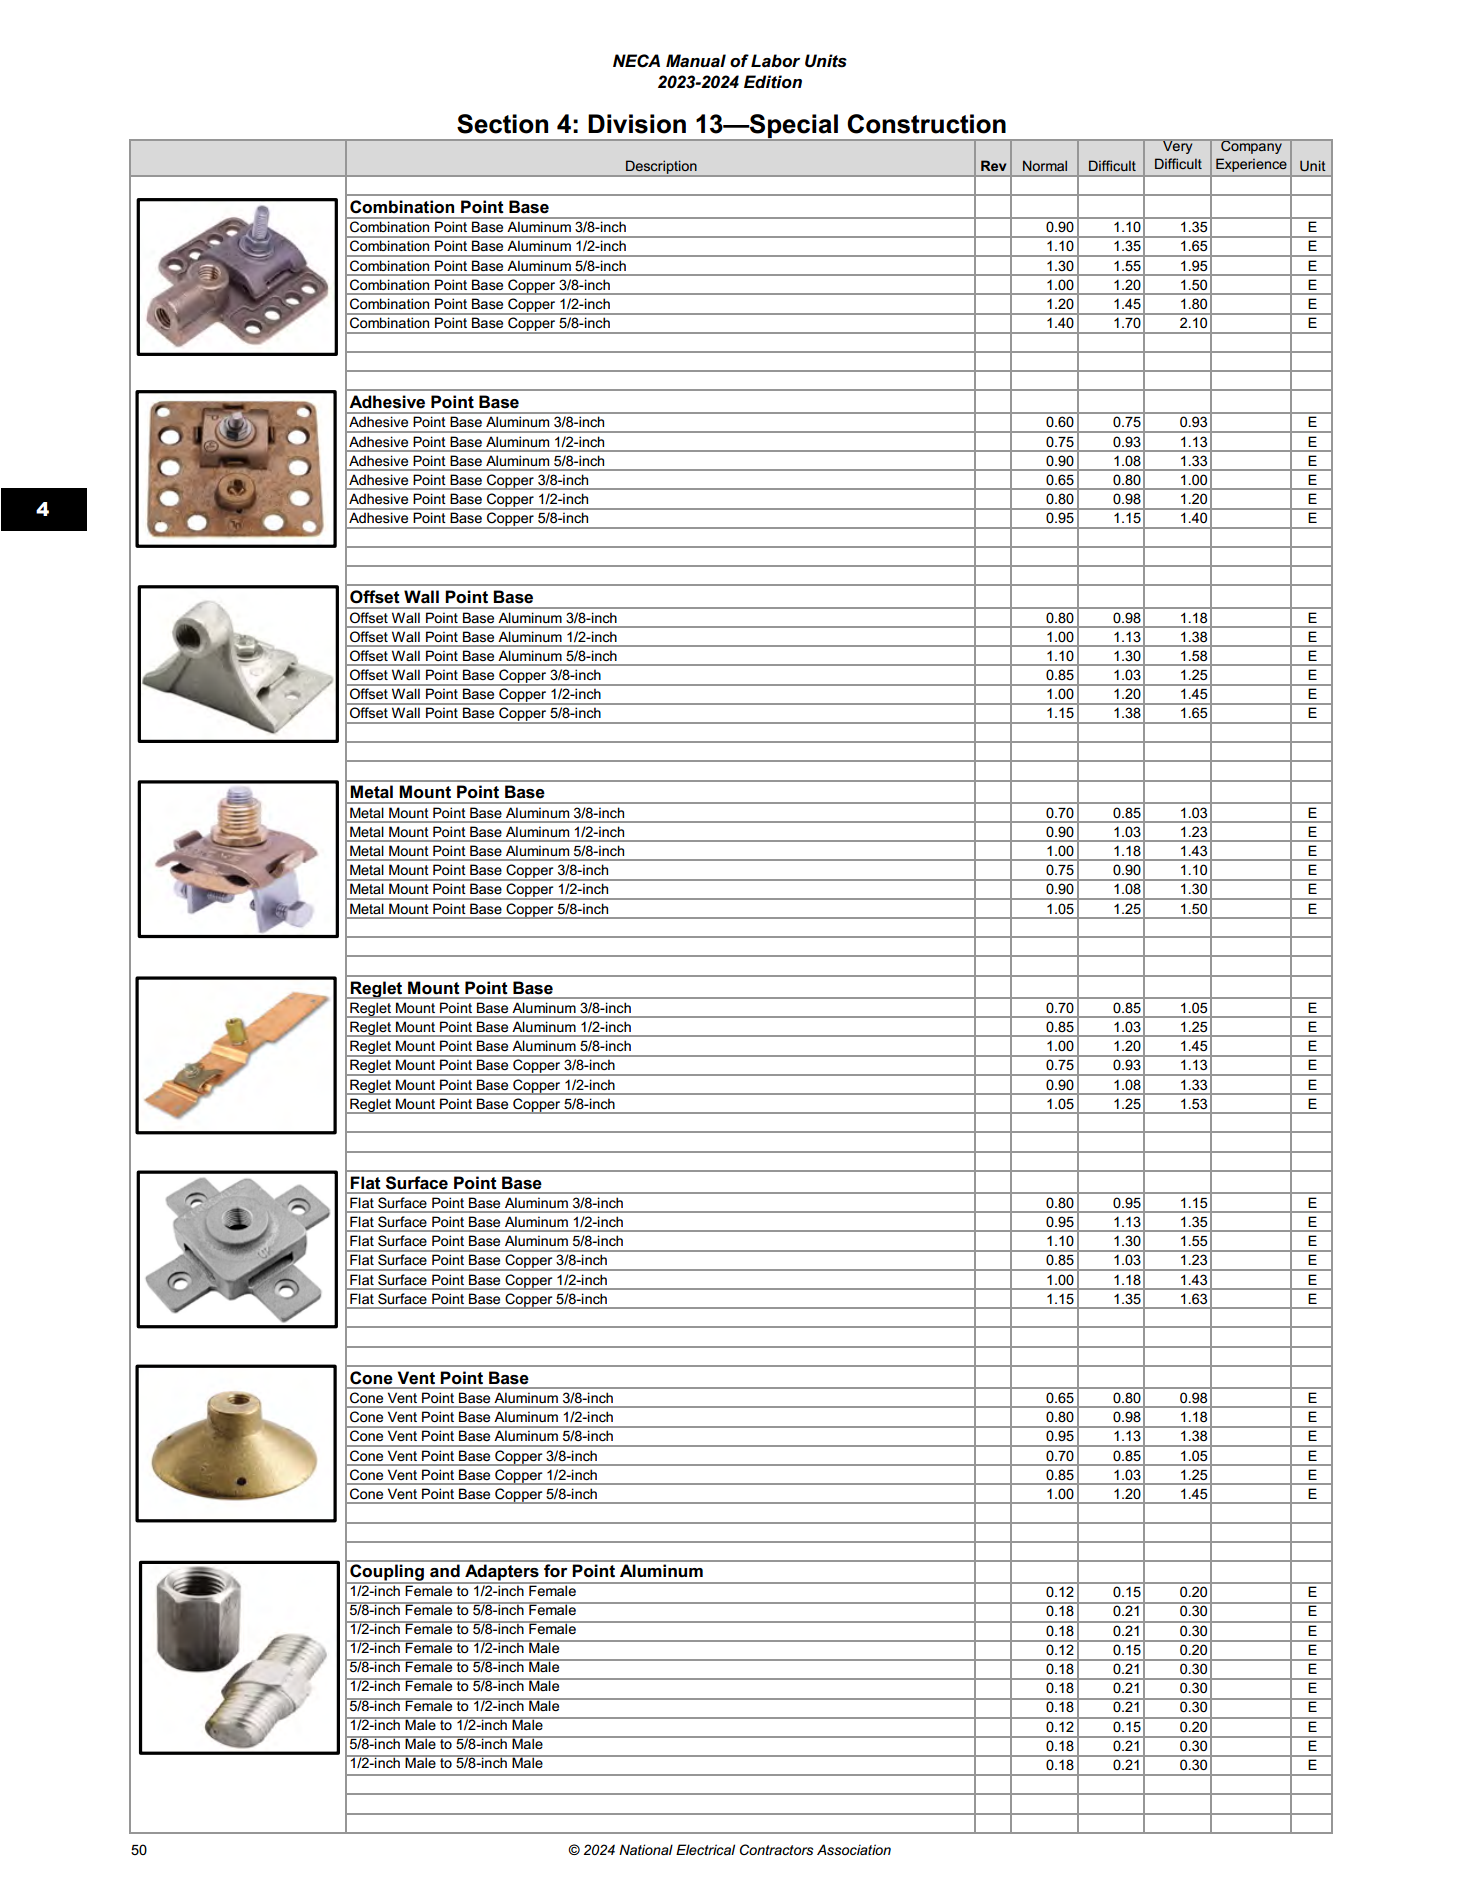 NECA Manual of Labor Units
2023-2024 Edition
Section 4: Division 13—Special Construction
Description Rev Normal Difficult Very Difficult Company Experience Unit
Combination Point Base
Combination Point Base Aluminum 3/8-inch 0.90 1.10 1.35 E
Combination Point Base Aluminum 1/2-inch 1.10 1.35 1.65 E
Combination Point Base Aluminum 5/8-inch 1.30 1.55 1.95 E
Combination Point Base Copper 3/8-inch 1.00 1.20 1.50 E
Combination Point Base Copper 1/2-inch 1.20 1.45 1.80 E
Combination Point Base Copper 5/8-inch 1.40 1.70 2.10 E
Adhesive Point Base
Adhesive Point Base Aluminum 3/8-inch 0.60 0.75 0.93 E
Adhesive Point Base Aluminum 1/2-inch 0.75 0.93 1.13 E
Adhesive Point Base Aluminum 5/8-inch 0.90 1.08 1.33 E
Adhesive Point Base Copper 3/8-inch 0.65 0.80 1.00 E
Adhesive Point Base Copper 1/2-inch 0.80 0.98 1.20 E
4
Adhesive Point Base Copper 5/8-inch 0.95 1.15 1.40 E
Offset Wall Point Base
Offset Wall Point Base Aluminum 3/8-inch 0.80 0.98 1.18 E
Offset Wall Point Base Aluminum 1/2-inch 1.00 1.13 1.38 E
Offset Wall Point Base Aluminum 5/8-inch 1.10 1.30 1.58 E
Offset Wall Point Base Copper 3/8-inch 0.85 1.03 1.25 E
Offset Wall Point Base Copper 1/2-inch 1.00 1.20 1.45 E
Offset Wall Point Base Copper 5/8-inch 1.15 1.38 1.65 E
Metal Mount Point Base
Metal Mount Point Base Aluminum 3/8-inch 0.70 0.85 1.03 E
Metal Mount Point Base Aluminum 1/2-inch 0.90 1.03 1.23 E
Metal Mount Point Base Aluminum 5/8-inch 1.00 1.18 1.43 E
Metal Mount Point Base Copper 3/8-inch 0.75 0.90 1.10 E
Metal Mount Point Base Copper 1/2-inch 0.90 1.08 1.30 E
Metal Mount Point Base Copper 5/8-inch 1.05 1.25 1.50 E
Reglet Mount Point Base
Reglet Mount Point Base Aluminum 3/8-inch 0.70 0.85 1.05 E
Reglet Mount Point Base Aluminum 1/2-inch 0.85 1.03 1.25 E
Reglet Mount Point Base Aluminum 5/8-inch 1.00 1.20 1.45 E
Reglet Mount Point Base Copper 3/8-inch 0.75 0.93 1.13 E
Reglet Mount Point Base Copper 1/2-inch 0.90 1.08 1.33 E
Reglet Mount Point Base Copper 5/8-inch 1.05 1.25 1.53 E
Flat Surface Point Base
Flat Surface Point Base Aluminum 3/8-inch 0.80 0.95 1.15 E
Flat Surface Point Base Aluminum 1/2-inch 0.95 1.13 1.35 E
Flat Surface Point Base Aluminum 5/8-inch 1.10 1.30 1.55 E
Flat Surface Point Base Copper 3/8-inch 0.85 1.03 1.23 E
Flat Surface Point Base Copper 1/2-inch 1.00 1.18 1.43 E
Flat Surface Point Base Copper 5/8-inch 1.15 1.35 1.63 E
Cone Vent Point Base
Cone Vent Point Base Aluminum 3/8-inch 0.65 0.80 0.98 E
Cone Vent Point Base Aluminum 1/2-inch 0.80 0.98 1.18 E
Cone Vent Point Base Aluminum 5/8-inch 0.95 1.13 1.38 E
Cone Vent Point Base Copper 3/8-inch 0.70 0.85 1.05 E
Cone Vent Point Base Copper 1/2-inch 0.85 1.03 1.25 E
Cone Vent Point Base Copper 5/8-inch 1.00 1.20 1.45 E
Coupling and Adapters for Point Aluminum
1/2-inch Female to 1/2-inch Female 0.12 0.15 0.20 E
5/8-inch Female to 5/8-inch Female 0.18 0.21 0.30 E
1/2-inch Female to 5/8-inch Female 0.18 0.21 0.30 E
1/2-inch Female to 1/2-inch Male 0.12 0.15 0.20 E
5/8-inch Female to 5/8-inch Male 0.18 0.21 0.30 E
1/2-inch Female to 5/8-inch Male 0.18 0.21 0.30 E
5/8-inch Female to 1/2-inch Male 0.18 0.21 0.30 E
1/2-inch Male to 1/2-inch Male 0.12 0.15 0.20 E
5/8-inch Male to 5/8-inch Male 0.18 0.21 0.30 E
1/2-inch Male to 5/8-inch Male 0.18 0.21 0.30 E
50 © 2024 National Electrical Contractors Association